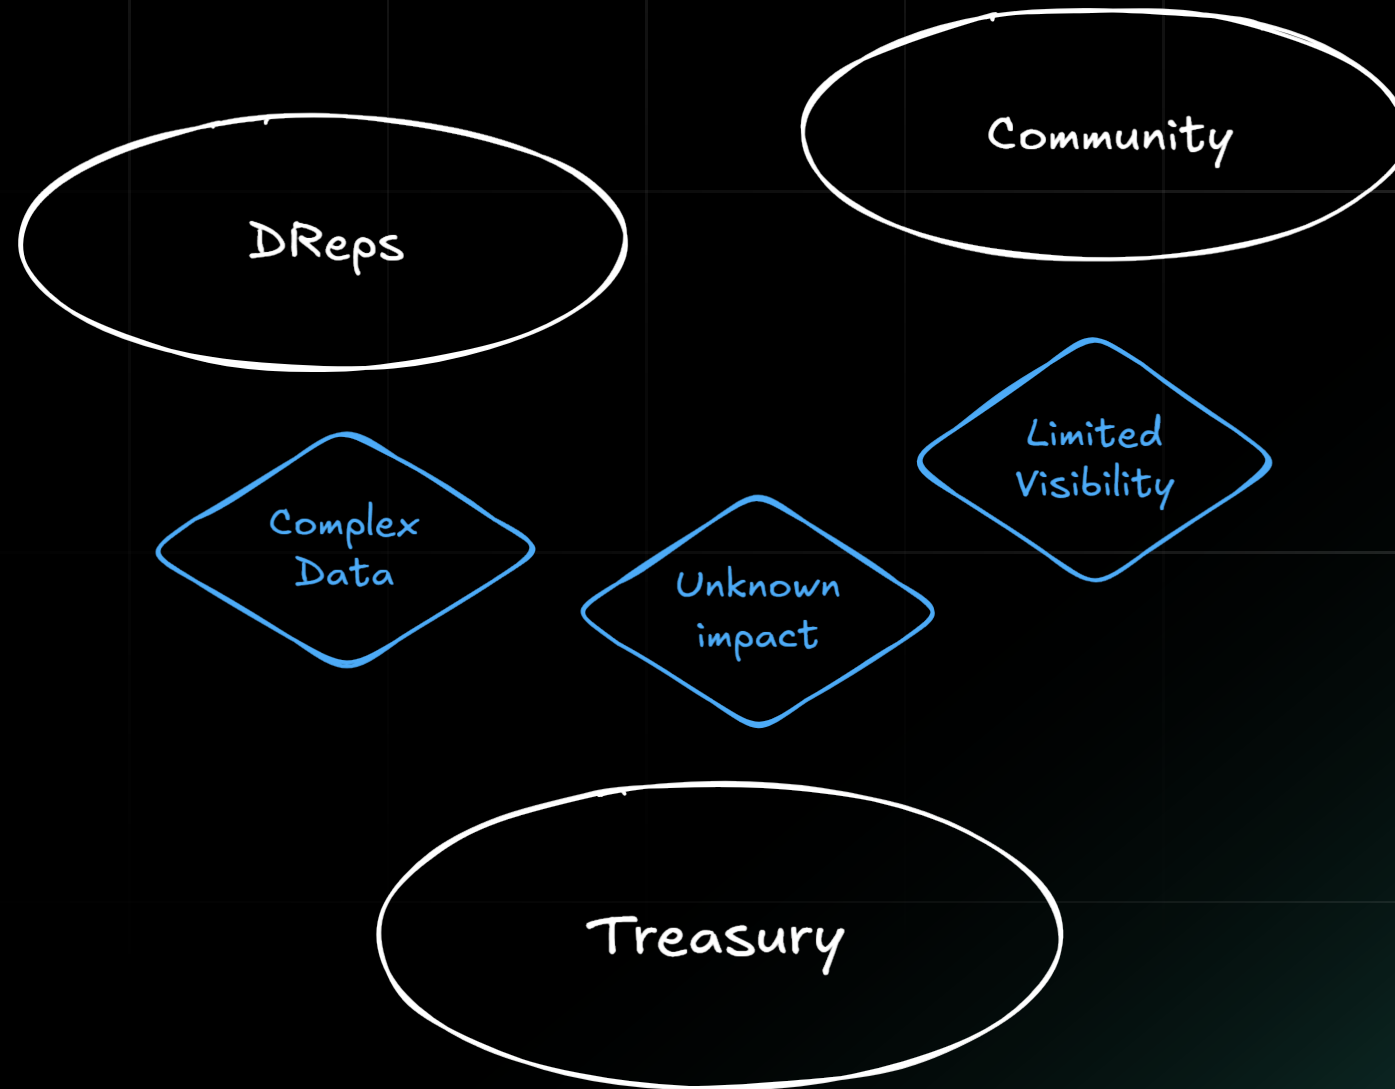 Community
DReps
Limited
Visibility
Complex
Data
Unknown
impact
Treasury